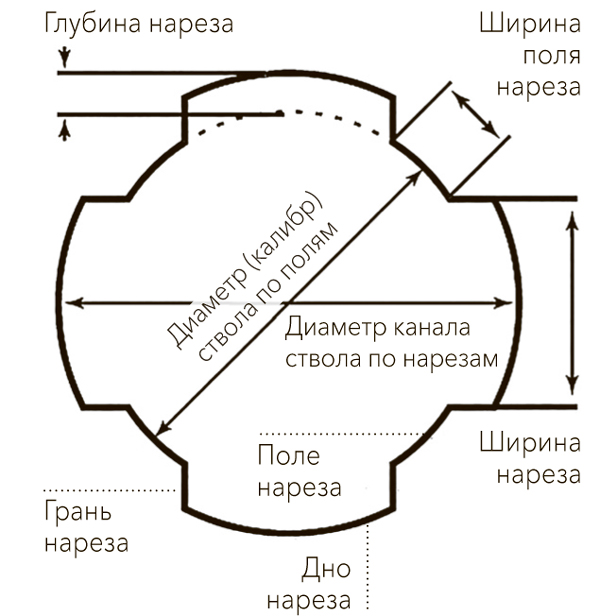 Глубина нареза
Ширина
поля
нареза
Диаметр (калибр)
ствола по полям
Диаметр канала
ствола по нарезам
Поле
нареза
Ширина
нареза
Грань
нареза
Дно
нареза